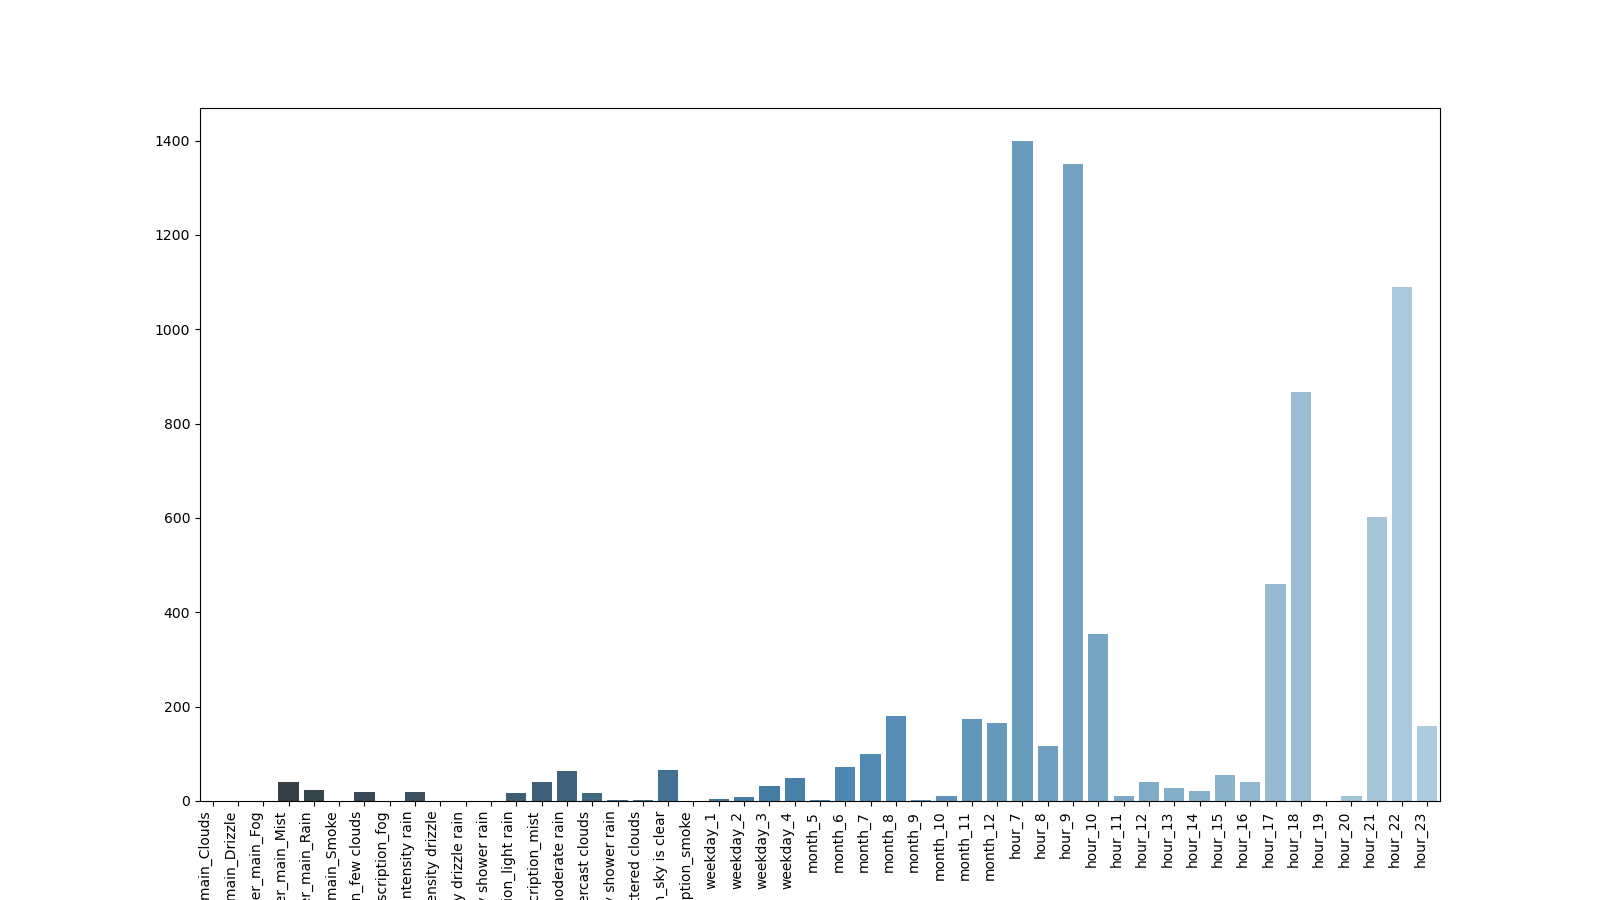 1400
1200
1000
800
600
400
200
0
main_Clouds
main_Drizzle
er_main_Fog
er_main_Mist
er_main_Rain
main_Smoke
n_few clouds
scription_fog
ntensity rain
ensity drizzle
y drizzle rain
shower rain
ion_light rain
cription_mist
moderate rain
ercast clouds
shower rain
ttered clouds
n_sky is clear
ption_smoke
weekday_1
weekday_2
weekday_3
weekday_4
month_5
month_6
month_7
month_8
month_9
month_10
month_11
month_12
hour_7
hour_8
hour_9
hour_10
hour_11
hour_12
hour_13
hour_14
hour_15
hour_16
hour_17
hour_18
hour_19
hour_20
hour_21
hour_22
hour_23